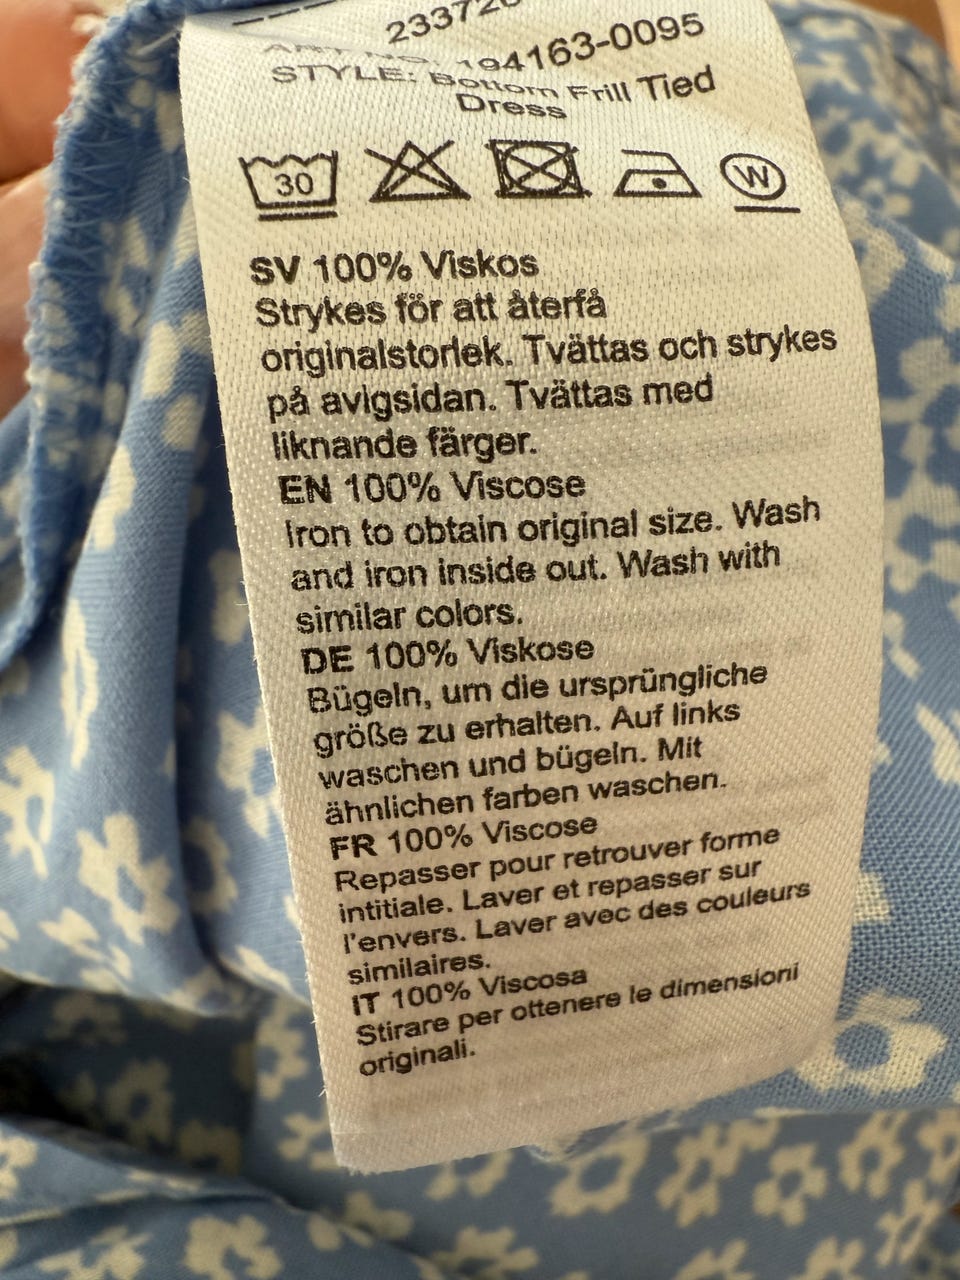 194163-0095
STYLE: Bottom Frill Tied
Dress
30
W
SV 100% Viskos
Strykes för att återfå
originalstorlek. Tvättas och strykes
på avigsidan. Tvättas med
liknande färger.
EN 100% Viscose
Iron to obtain original size. Wash
and iron inside out. Wash with
similar colors.
DE 100% Viskose
Bügeln, um die ursprüngliche
größe zu erhalten. Auf links
waschen und bügeln. Mit
ähnlichen farben waschen.
FR 100% Viscose
Repasser pour retrouver forme
intitiale. Laver et repasser sur
l'envers. Laver avec des couleurs
similaires.
IT 100% Viscosa
Stirare per ottenere le dimensioni
originali.